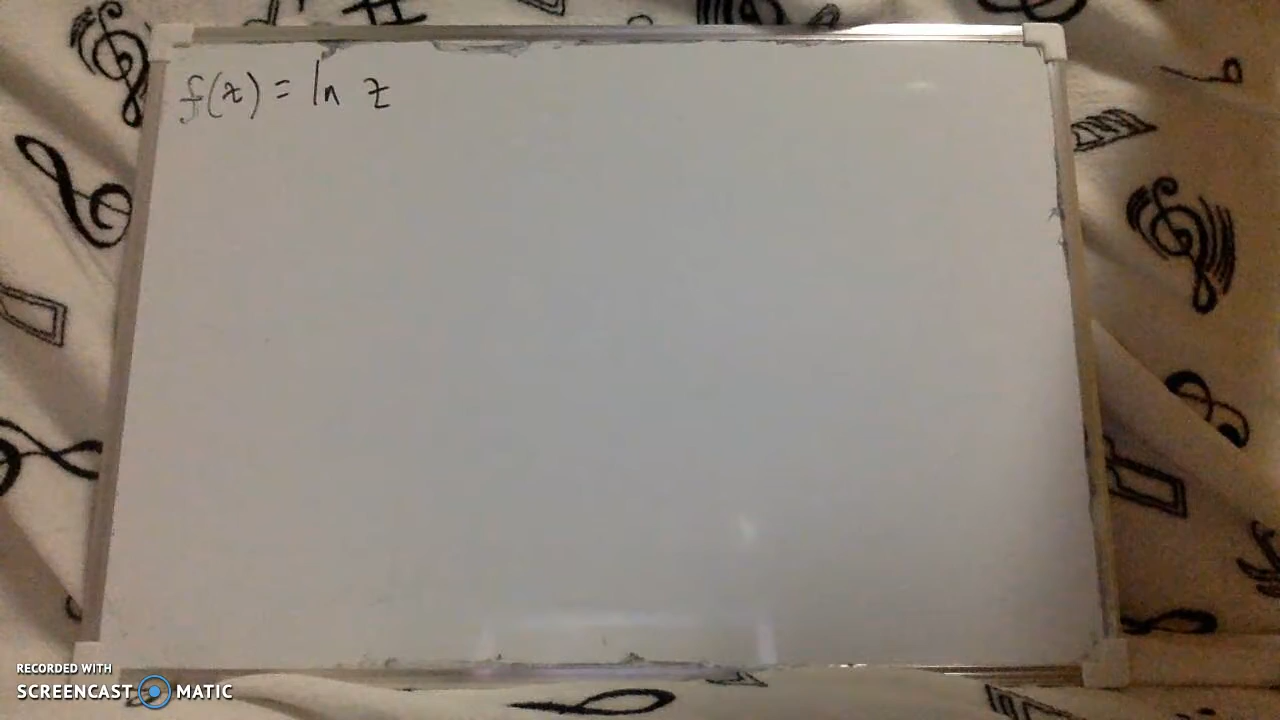 f(z) = ln z
RECORDED WITH
SCREENCAST MATIC